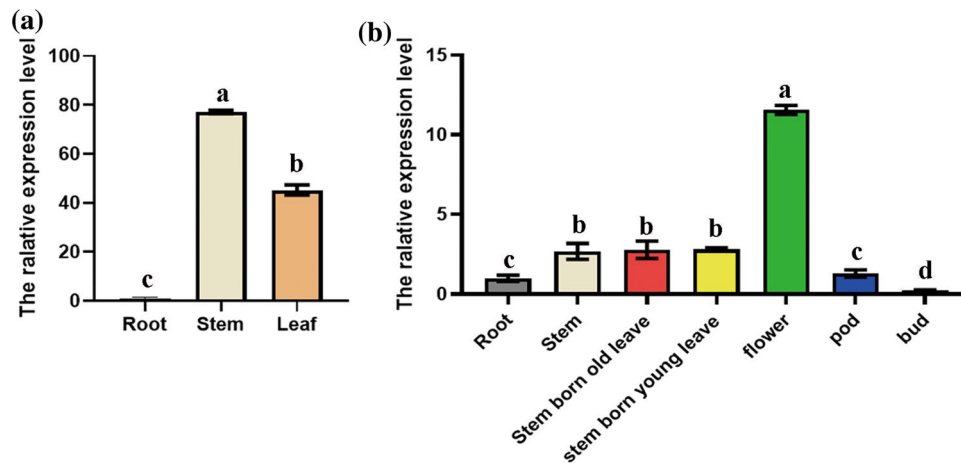 (a)
The ralative expression level
100
80
60
40
20
0
c
a
b
Root
Stem
Leaf
(b)
The ralative expression level
15
10
5
0
c
b
b
b
a
c
d
Root
Stem
Stem born old leave
stem born young leave
flower
pod
bud